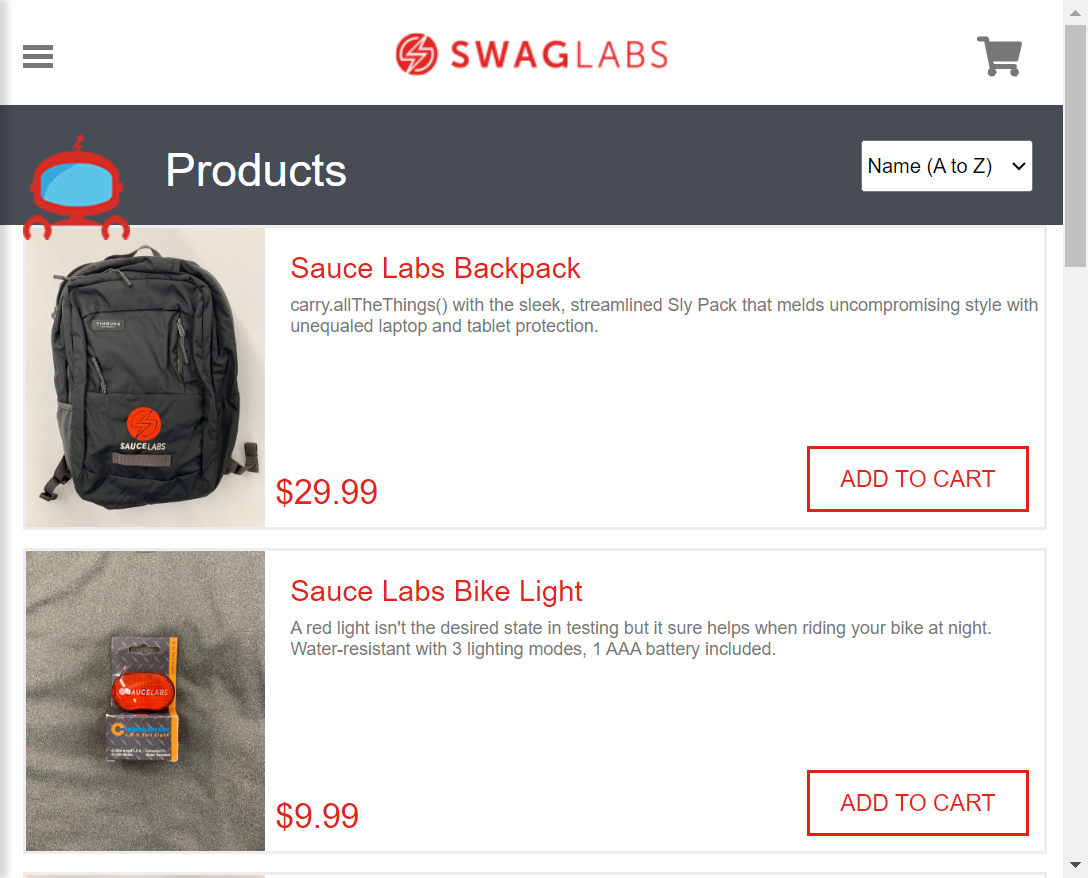 SWAGLABS
Products
Name (A to Z)
Sauce Labs Backpack
carry.allTheThings() with the sleek, streamlined Sly Pack that melds uncompromising style with
unequaled laptop and tablet protection.
SAUCELABS
$29.99
ADD TO CART
Sauce Labs Bike Light
A red light isn't the desired state in testing but it sure helps when riding your bike at night.
Water-resistant with 3 lighting modes, 1 AAA battery included.
SAUCELABS
$9.99
ADD TO CART